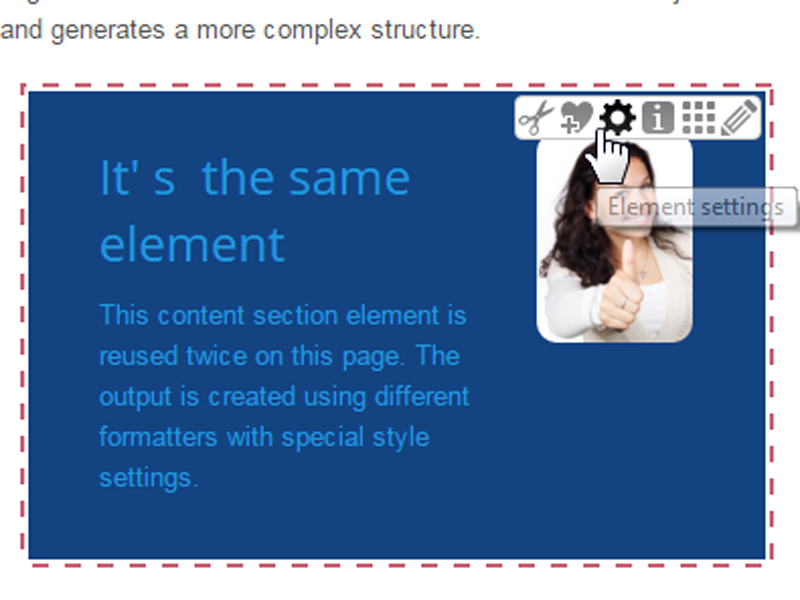 and generates a more complex structure.
It' s the same
element
Element settings
This content section element is
reused twice on this page. The
output is created using different
formatters with special style
settings.